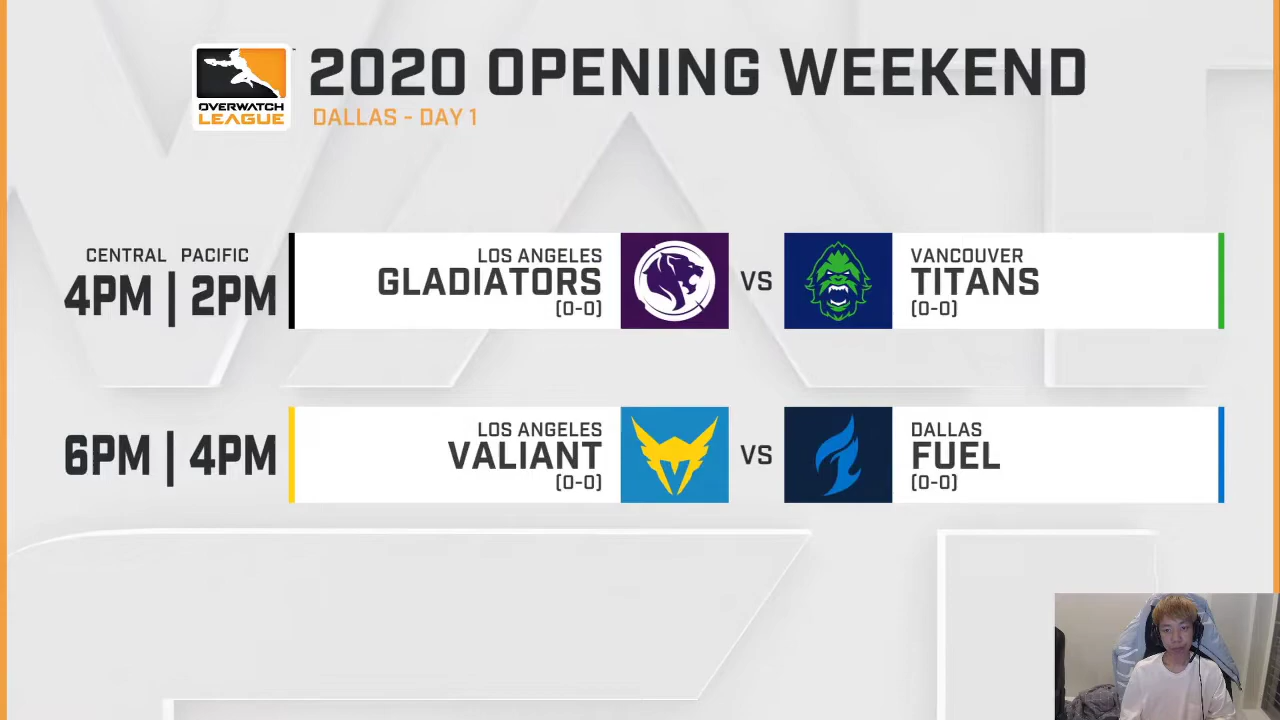 2020 OPENING WEEKEND
OVERWATCH
LEAGUE
DALLAS - DAY 1
CENTRAL PACIFIC
4PM | 2PM
LOS ANGELES
GLADIATORS
(0-0)
VS
VANCOUVER
TITANS
(0-0)
6PM | 4PM
LOS ANGELES
VALIANT
(0-0)
VS
DALLAS
FUEL
(0-0)